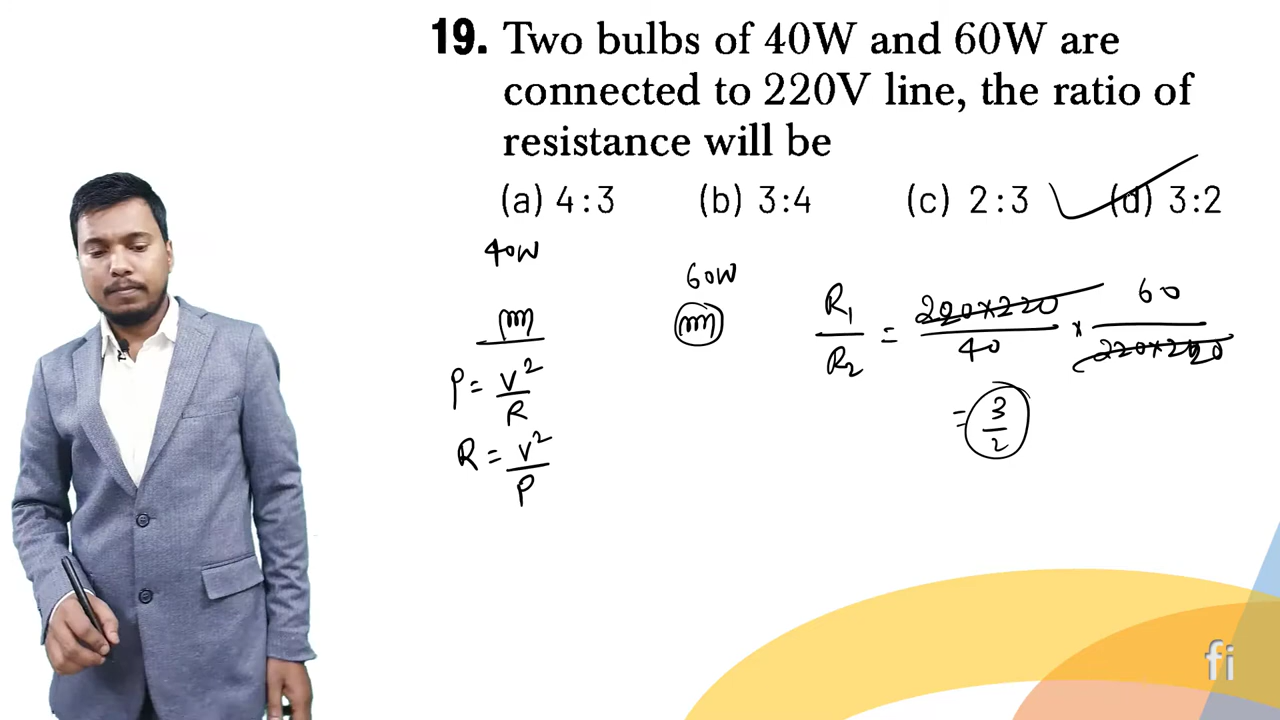 19. Two bulbs of 40W and 60W are
connected to 220V line, the ratio of
resistance will be
(a) 4:3 (b) 3:4 (c) 2:3 (d) 3:2
40W
60W
P = V²/R
R = V²/P
R₁/R₂ = 220×220/40 × 60/220×220
= 3/2
fi